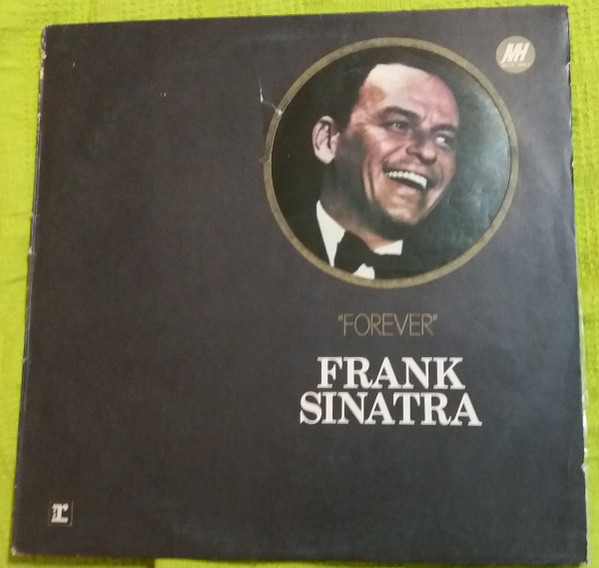 MH
"FOREVER"
FRANK
SINATRA
r